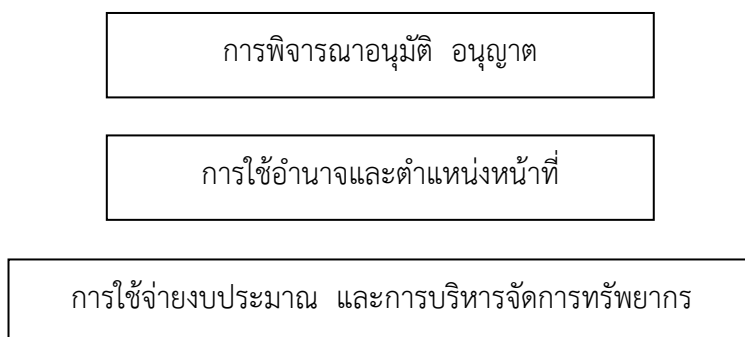 การพิจารณาอนุมัติ อนุญาต
การใช้อำนาจและตำแหน่งหน้าที่
การใช้จ่ายงบประมาณ และการบริหารจัดการทรัพยากร